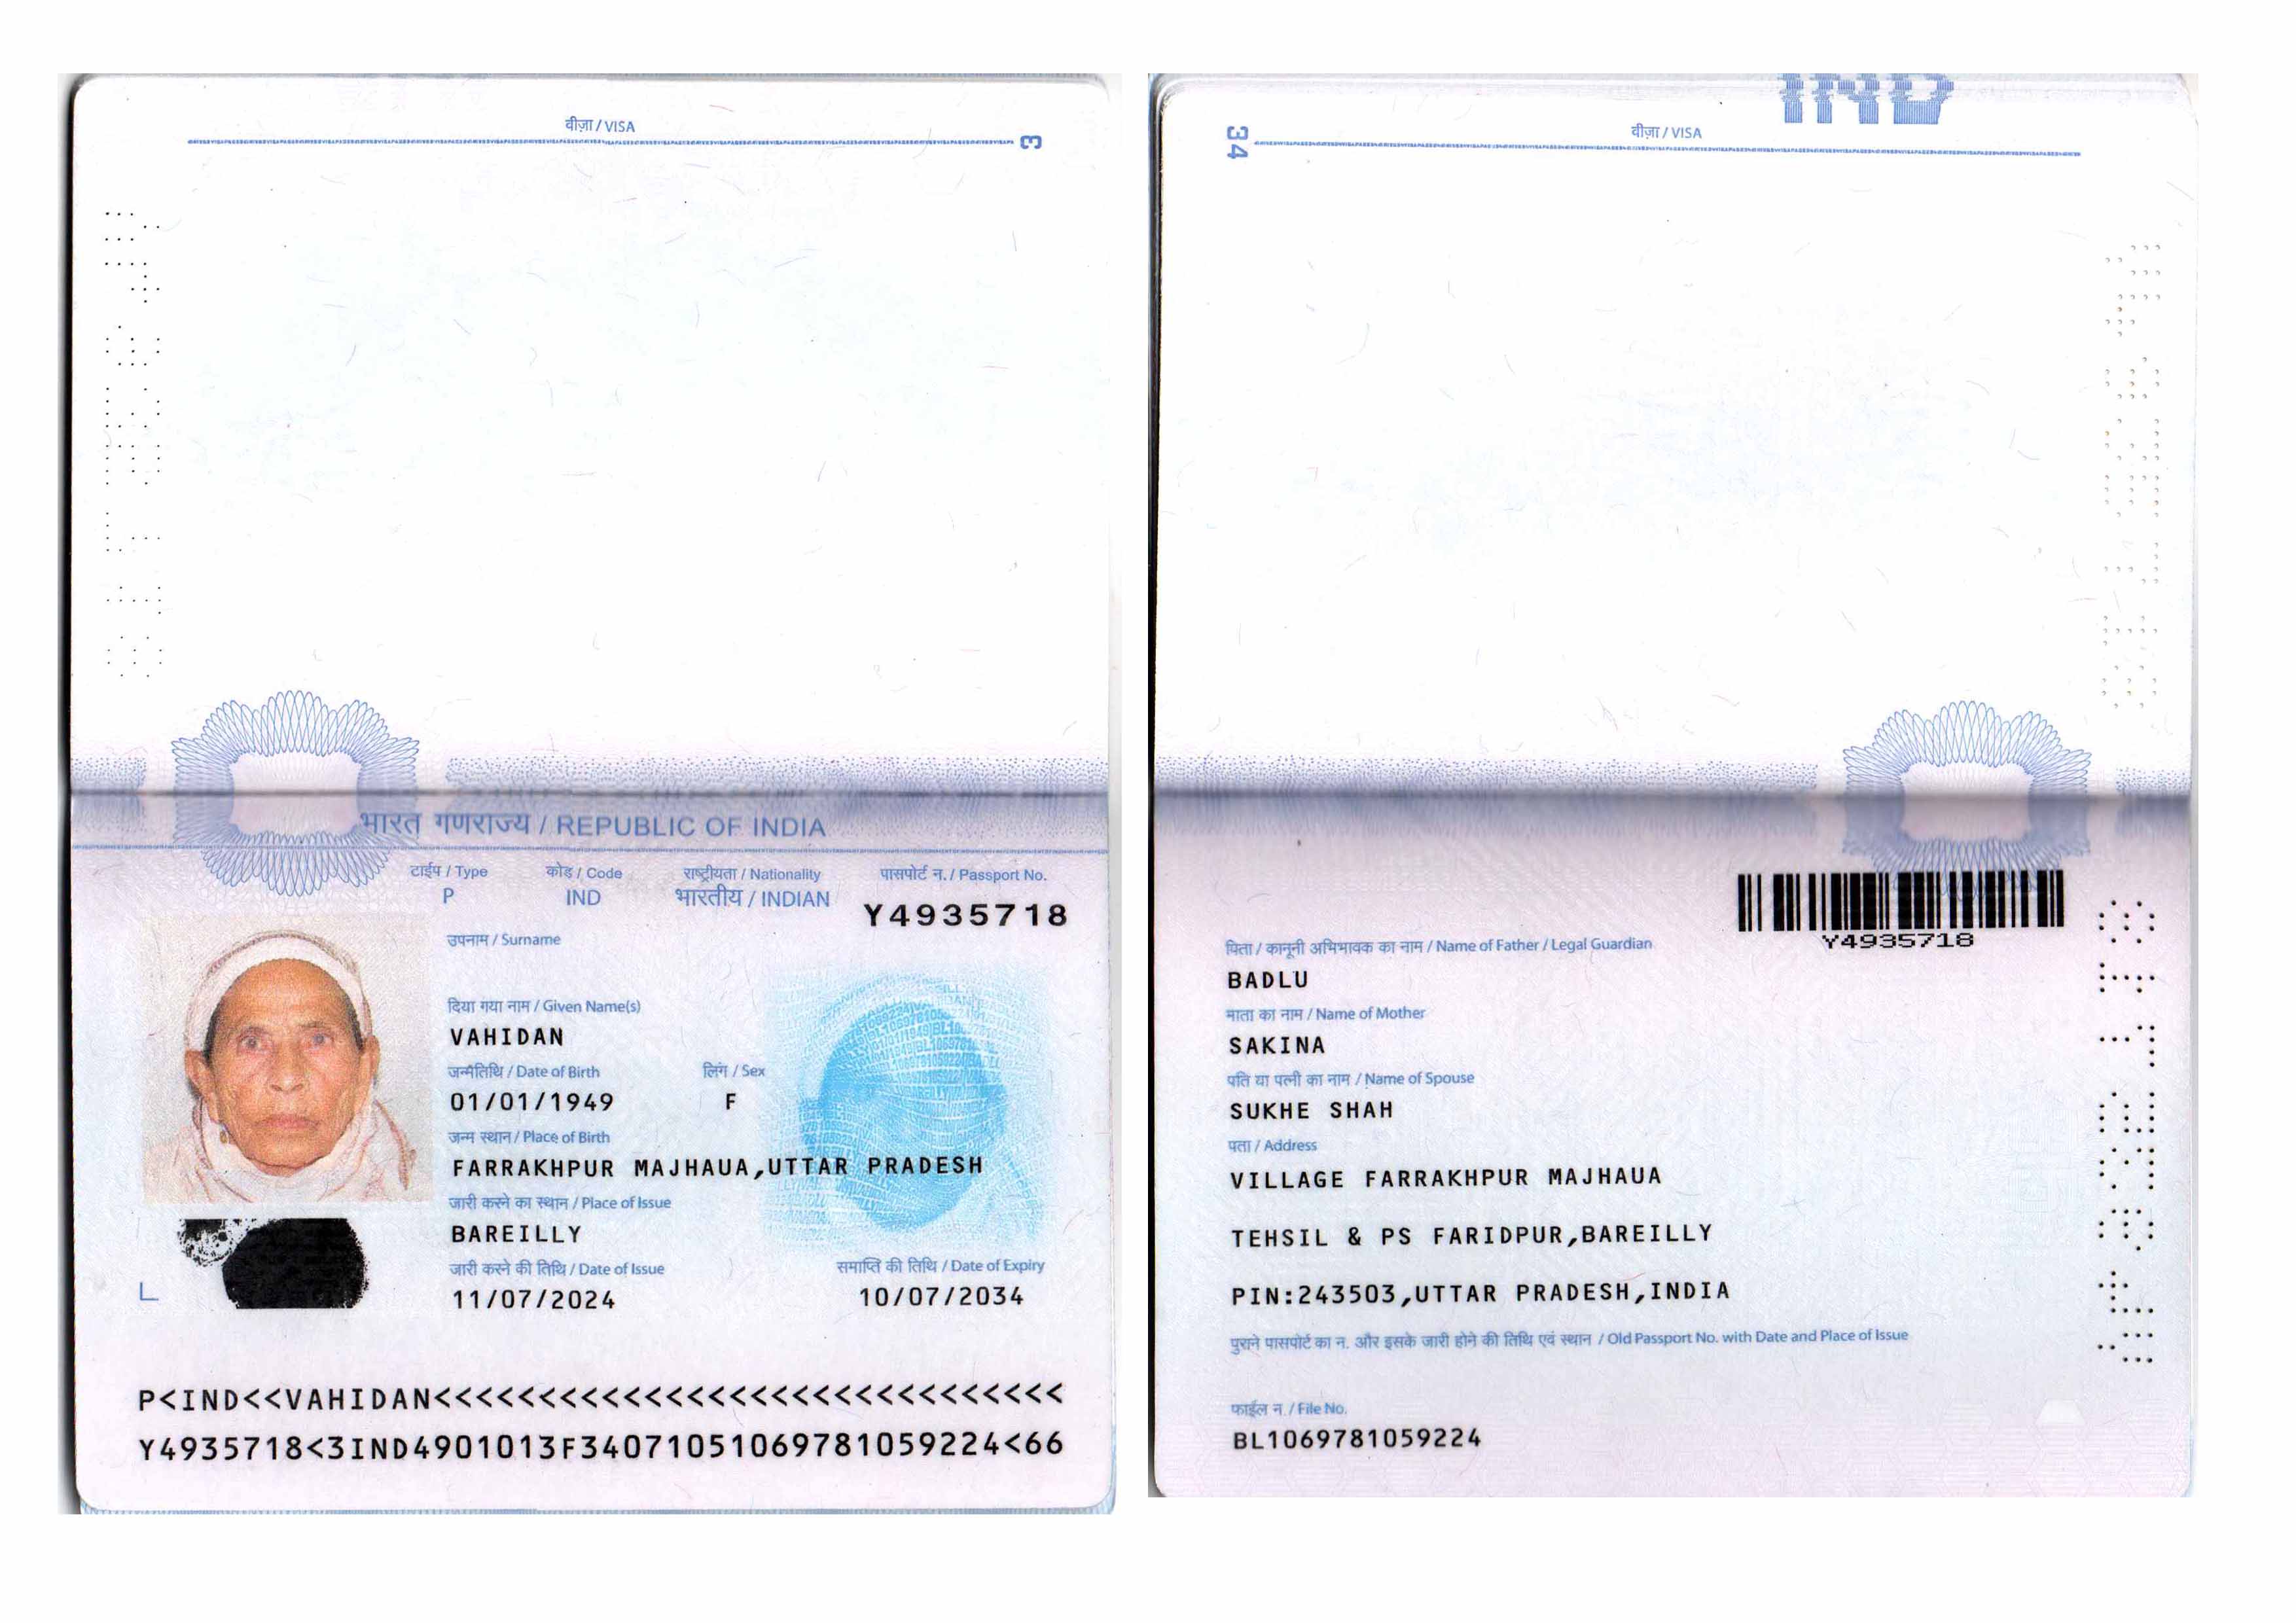 वीज़ा / VISA
3
भारत गणराज्य / REPUBLIC OF INDIA
टाईप / Type
कोड / Code
राष्ट्रीयता / Nationality
पासपोर्ट न. / Passport No.
P
IND
भारतीय / INDIAN
Y4935718
उपनाम / Surname
दिया गया नाम / Given Name(s)
VAHIDAN
जन्मतिथि / Date of Birth
लिंग / Sex
01/01/1949
F
जन्म स्थान / Place of Birth
FARRAKHPUR MAJHAUA,UTTAR PRADESH
जारी करने का स्थान / Place of Issue
BAREILLY
जारी करने की तिथि / Date of Issue
समाप्ति की तिथि / Date of Expiry
11/07/2024
10/07/2034
L
P<IND<<VAHIDAN<<<<<<<<<<<<<<<<<<<<<<<<<<<<<<
Y4935718<3IND4901013F34071051069781059224<66
IND
34
वीज़ा / VISA
Y4935718
पिता / कानूनी अभिभावक का नाम / Name of Father / Legal Guardian
BADLU
माता का नाम / Name of Mother
SAKINA
पति या पत्नी का नाम / Name of Spouse
SUKHE SHAH
पता / Address
VILLAGE FARRAKHPUR MAJHAUA
TEHSIL & PS FARIDPUR,BAREILLY
PIN:243503,UTTAR PRADESH,INDIA
पुराने पासपोर्ट का न. और इसके जारी होने की तिथि एवं स्थान / Old Passport No. with Date and Place of Issue
फाईल न. / File No.
BL1069781059224